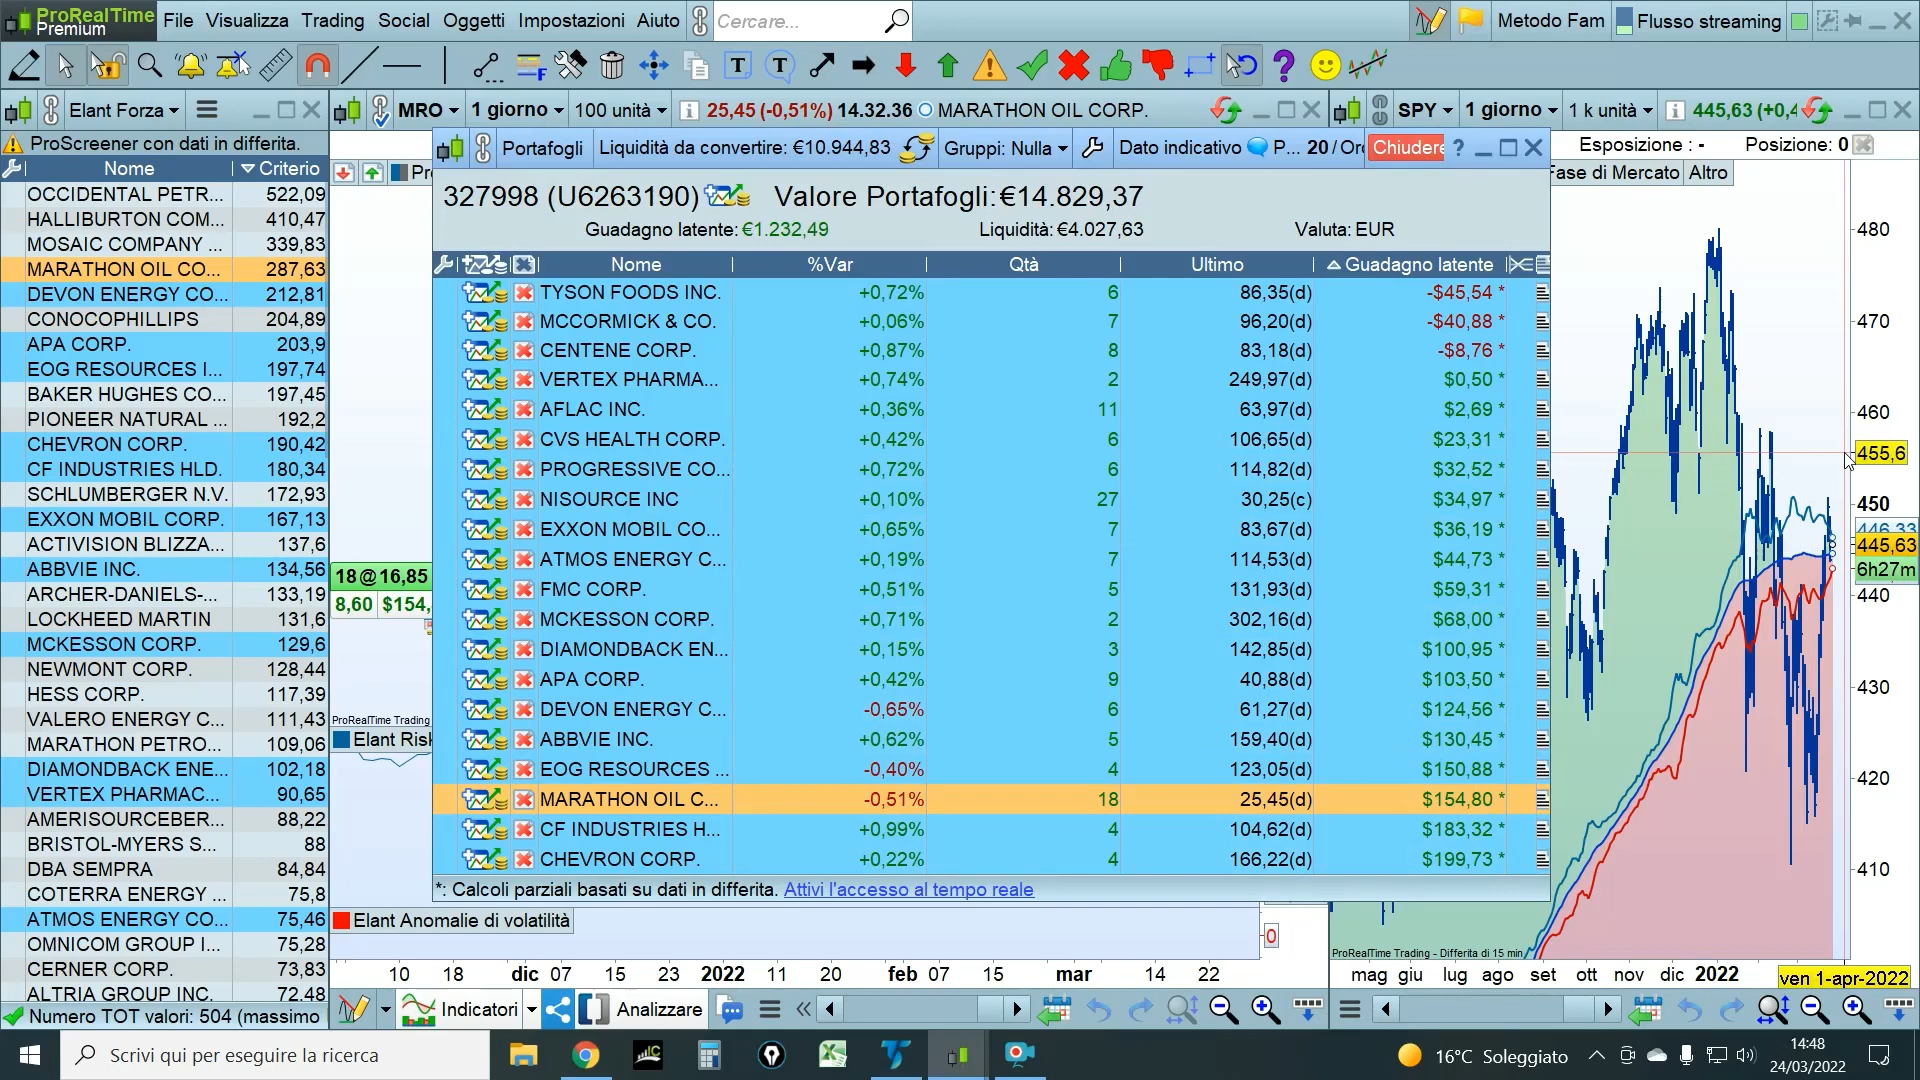 ProRealTime
Premium
File Visualizza Trading Social Oggetti Impostazioni Aiuto
Cercare...
Metodo Fam
Flusso streaming
Elant Forza
MRO 1 giorno 100 unità 25,45 (-0,51%) 14.32.36 MARATHON OIL CORP.
SPY 1 giorno 1 k unità 445,63 (+0,4
ProScreener con dati in differita.
Nome Criterio
OCCIDENTAL PETR... 522,09
HALLIBURTON COM... 410,47
MOSAIC COMPANY ... 339,83
MARATHON OIL CO... 287,63
DEVON ENERGY CO... 212,81
CONOCOPHILLIPS 204,89
APA CORP. 203,9
EOG RESOURCES I... 197,74
BAKER HUGHES CO... 197,45
PIONEER NATURAL ... 192,2
CHEVRON CORP. 190,42
CF INDUSTRIES HLD. 180,34
SCHLUMBERGER N.V. 172,93
EXXON MOBIL CORP. 167,13
ACTIVISION BLIZZA... 137,6
ABBVIE INC. 134,56
ARCHER-DANIELS-... 133,19
LOCKHEED MARTIN 131,6
MCKESSON CORP. 129,6
NEWMONT CORP. 128,44
HESS CORP. 117,39
VALERO ENERGY C... 111,43
MARATHON PETRO... 109,06
DIAMONDBACK ENE... 102,18
VERTEX PHARMAC... 90,65
AMERISOURCEBER... 88,22
BRISTOL-MYERS S... 88
DBA SEMPRA 84,84
COTERRA ENERGY ... 75,8
ATMOS ENERGY CO... 75,46
OMNICOM GROUP I... 75,28
CERNER CORP. 73,83
ALTRIA GROUP INC. 72,48
Numero TOT valori: 504 (massimo
Portafogli Liquidità da convertire: €10.944,83 Gruppi: Nulla Dato indicativo P... 20/Or Chiudere ?
327998 (U6263190) Valore Portafogli:€14.829,37
Guadagno latente: €1.232,49 Liquidità: €4.027,63 Valuta: EUR
Nome %Var Qtà Ultimo Guadagno latente
TYSON FOODS INC. +0,72% 6 86,35(d) -$45,54 *
MCCORMICK & CO. +0,06% 7 96,20(d) -$40,88 *
CENTENE CORP. +0,87% 8 83,18(d) -$8,76 *
VERTEX PHARMA... +0,74% 2 249,97(d) $0,50 *
AFLAC INC. +0,36% 11 63,97(d) $2,69 *
CVS HEALTH CORP. +0,42% 6 106,65(d) $23,31 *
PROGRESSIVE CO... +0,72% 6 114,82(d) $32,52 *
NISOURCE INC +0,10% 27 30,25(c) $34,97 *
EXXON MOBIL CO... +0,65% 7 83,67(d) $36,19 *
ATMOS ENERGY C... +0,19% 7 114,53(d) $44,73 *
FMC CORP. +0,51% 5 131,93(d) $59,31 *
MCKESSON CORP. +0,71% 2 302,16(d) $68,00 *
DIAMONDBACK EN... +0,15% 3 142,85(d) $100,95 *
APA CORP. +0,42% 9 40,88(d) $103,50 *
DEVON ENERGY C... -0,65% 6 61,27(d) $124,56 *
ABBVIE INC. +0,62% 5 159,40(d) $130,45 *
EOG RESOURCES ... -0,40% 4 123,05(d) $150,88 *
MARATHON OIL C... -0,51% 18 25,45(d) $154,80 *
CF INDUSTRIES H... +0,99% 4 104,62(d) $183,32 *
CHEVRON CORP. +0,22% 4 166,22(d) $199,73 *
*: Calcoli parziali basati su dati in differita. Attivi l'accesso al tempo reale
18@16,85
8,60 $154,
ProRealTime Trading
Elant Risk
Elant Anomalie di volatilità
0
10 18 dic 07 15 23 2022 11 20 feb 07 15 mar 14 22
Indicatori Analizzare
Esposizione : - Posizione: 0
Fase di Mercato Altro
480
470
460
455,6
450
446,33
445,63
6h27m
440
430
420
410
ProRealTime Trading - Differita di 15 min
mag giu lug ago set ott nov dic 2022 ven 1-apr-2022
Scrivi qui per eseguire la ricerca
16°C Soleggiato
14:48
24/03/2022